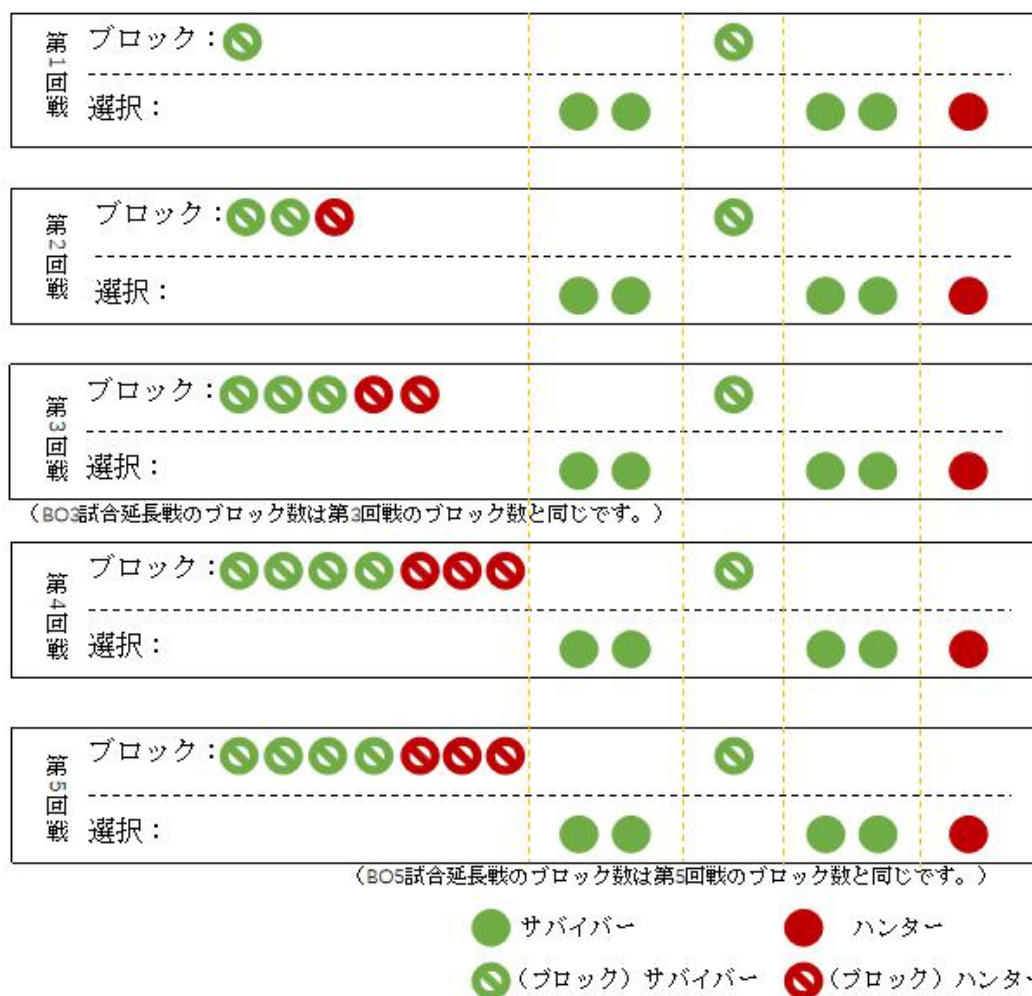 第1回戦
ブロック：
選択：
第2回戦
ブロック：
選択：
第3回戦
ブロック：
選択：
（BO3試合延長戦のブロック数は第3回戦のブロック数と同じです。）
第4回戦
ブロック：
選択：
第5回戦
ブロック：
選択：
（BO5試合延長戦のブロック数は第5回戦のブロック数と同じです。）
サバイバー ハンター
（ブロック）サバイバー （ブロック）ハンター